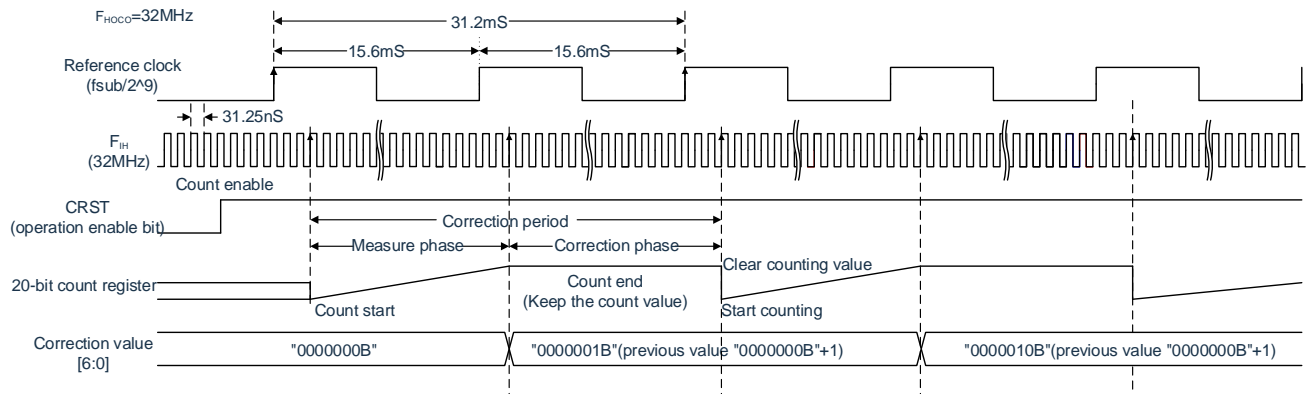 FHOCO=32MHz
31.2mS
15.6mS
15.6mS
Reference clock
(fsub/2^9)
31.25nS
FIH
(32MHz)
Count enable
CRST
(operation enable bit)
Correction period
Measure phase
Correction phase
20-bit count register
Count start
Count end
(Keep the count value)
Clear counting value
Start counting
Correction value
[6:0]
"0000000B"
"0000001B"(previous value "0000000B"+1)
"0000010B"(previous value "0000000B"+1)